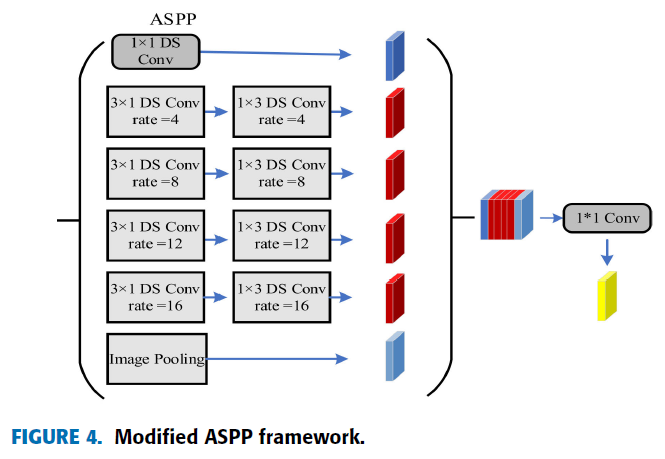 ASPP
1×1 DS
Conv
3×1 DS Conv
rate =4
1×3 DS Conv
rate =4
3×1 DS Conv
rate =8
1×3 DS Conv
rate =8
3×1 DS Conv
rate =12
1×3 DS Conv
rate =12
3×1 DS Conv
rate =16
1×3 DS Conv
rate =16
Image Pooling
1*1 Conv
FIGURE 4. Modified ASPP framework.